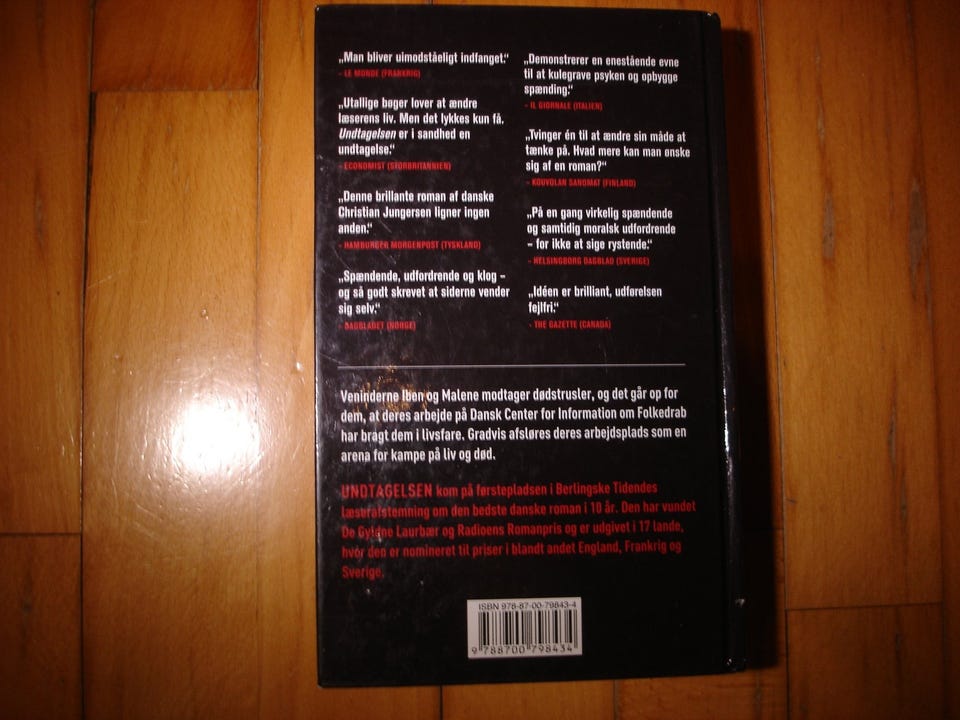 „Man bliver uimodståeligt indfanget.“
- LE MONDE (FRANKRIG)
„Utallige bøger lover at ændre
læserens liv. Men det lykkes kun få.
Undtagelsen er i sandhed en
undtagelse.“
- ECONOMIST (STORBRITANNIEN)
„Denne brillante roman af danske
Christian Jungersen ligner ingen
anden.“
- HAMBURGER MORGENPOST (TYSKLAND)
„Spændende, udfordrende og klog –
og så godt skrevet at siderne vender
sig selv.“
- DAGBLADET (NORGE)
„Demonstrerer en enestående evne
til at kulegrave psyken og opbygge
spænding.“
- IL GIORNALE (ITALIEN)
„Tvinger én til at ændre sin måde at
tænke på. Hvad mere kan man ønske
sig af en roman?“
- KOUVOLAN SANOMAT (FINLAND)
„På en gang virkelig spændende
og samtidig moralsk udfordrende
– for ikke at sige rystende.“
- HELSINGBORG DAGBLAD (SVERIGE)
„Idéen er brilliant, udførelsen
fejlfri.“
- THE GAZETTE (CANADA)
Veninderne Iben og Malene modtager dødstrusler, og det går op for
dem, at deres arbejde på Dansk Center for Information om Folkedrab
har bragt dem i livsfare. Gradvis afsløres deres arbejdsplads som en
arena for kampe på liv og død.
UNDTAGELSEN kom på førstepladsen i Berlingske Tidendes
læserafstemning om den bedste danske roman i 10 år. Den har vundet
De Gyldne Laurbær og Radioens Romanpris og er udgivet i 17 lande,
hvor den er nomineret til priser i blandt andet England, Frankrig og
Sverige.
ISBN 978-87-00-79843-4
9 788700 798434